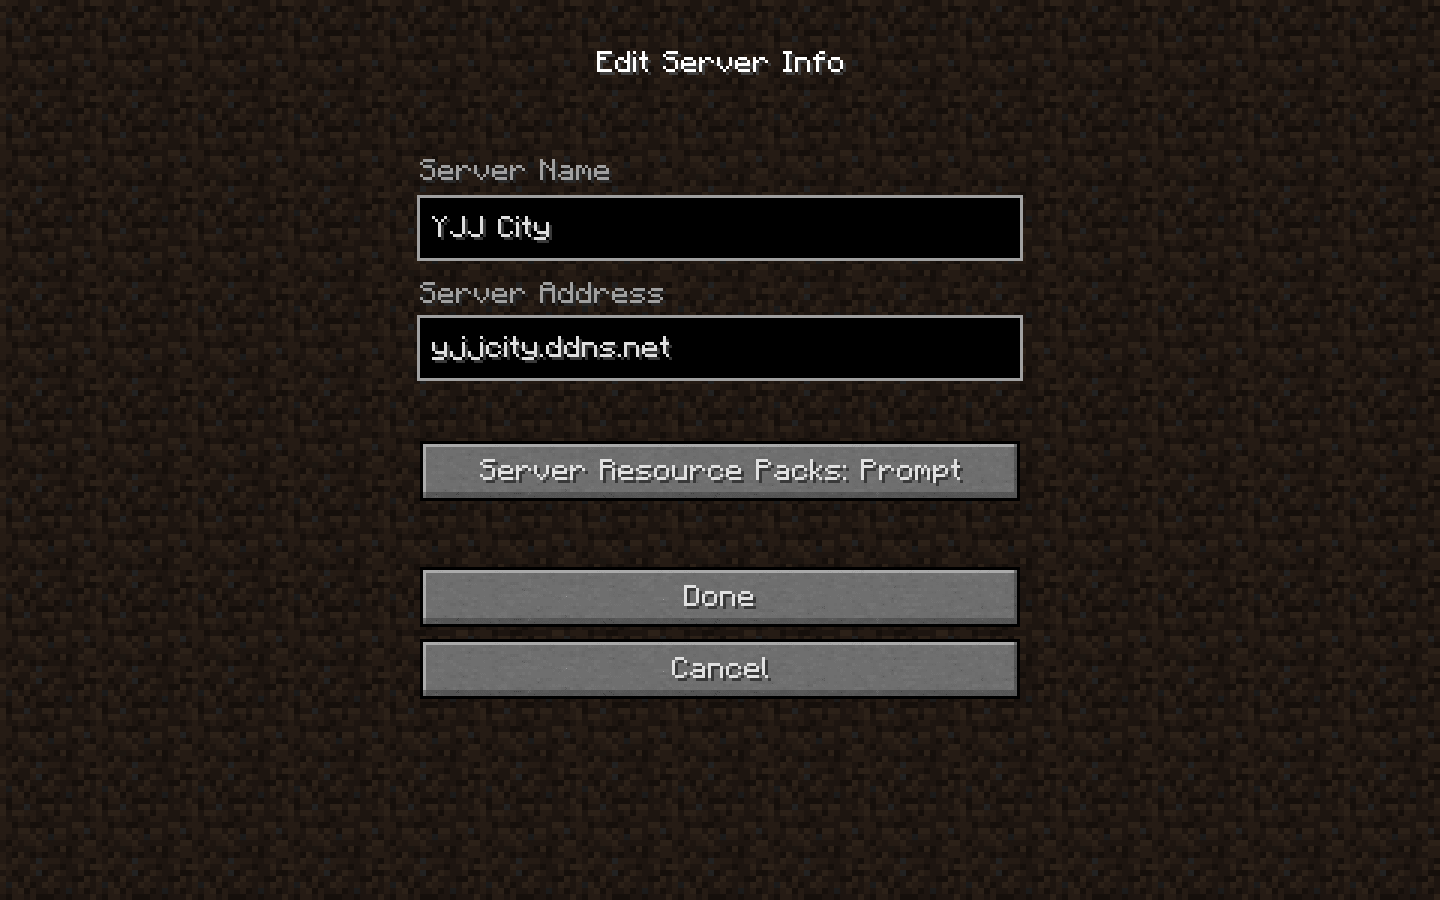 Edit Server Info
Server Name
YJJ City
Server Address
yjjcity.ddns.net
Server Resource Packs: Prompt
Done
Cancel